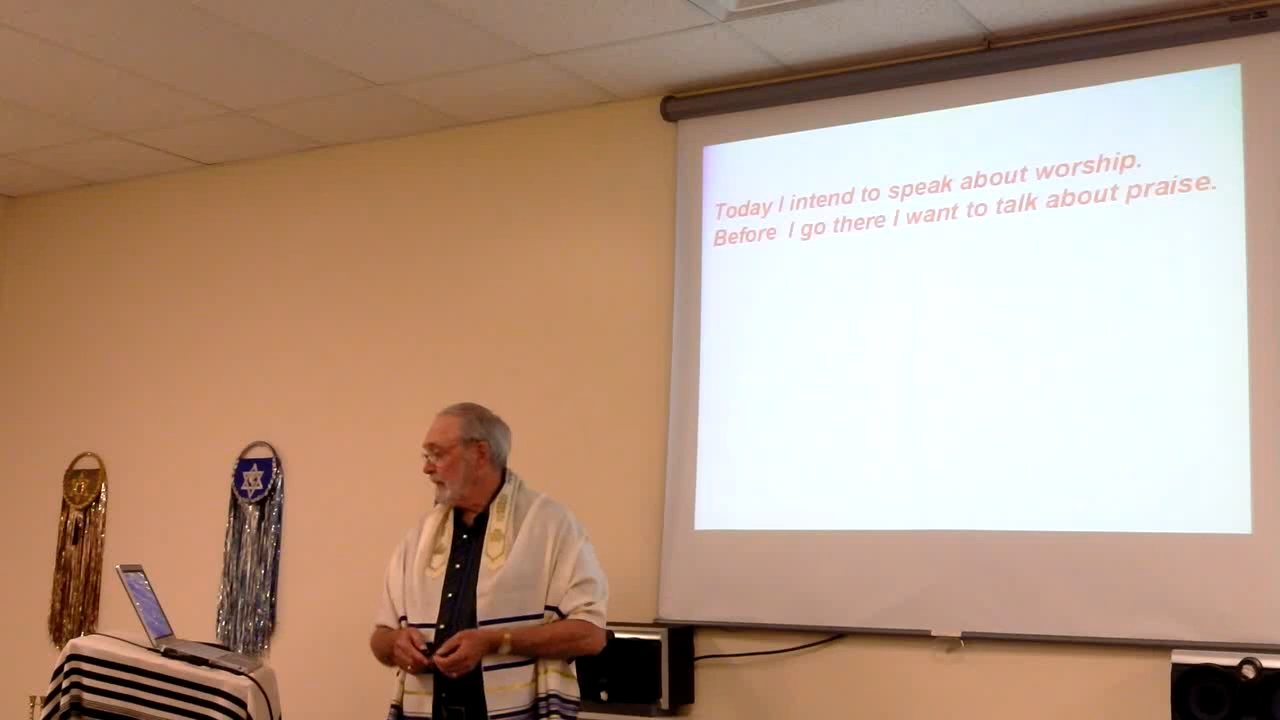 Today I intend to speak about worship.
Before I go there I want to talk about praise.